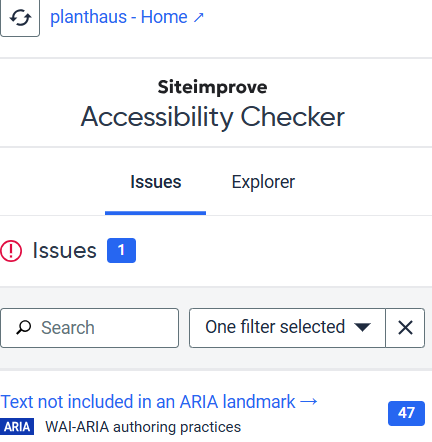 planthaus - Home ↗
Siteimprove
Accessibility Checker
Issues Explorer
Issues 1
Search One filter selected
Text not included in an ARIA landmark → 47
ARIA WAI-ARIA authoring practices